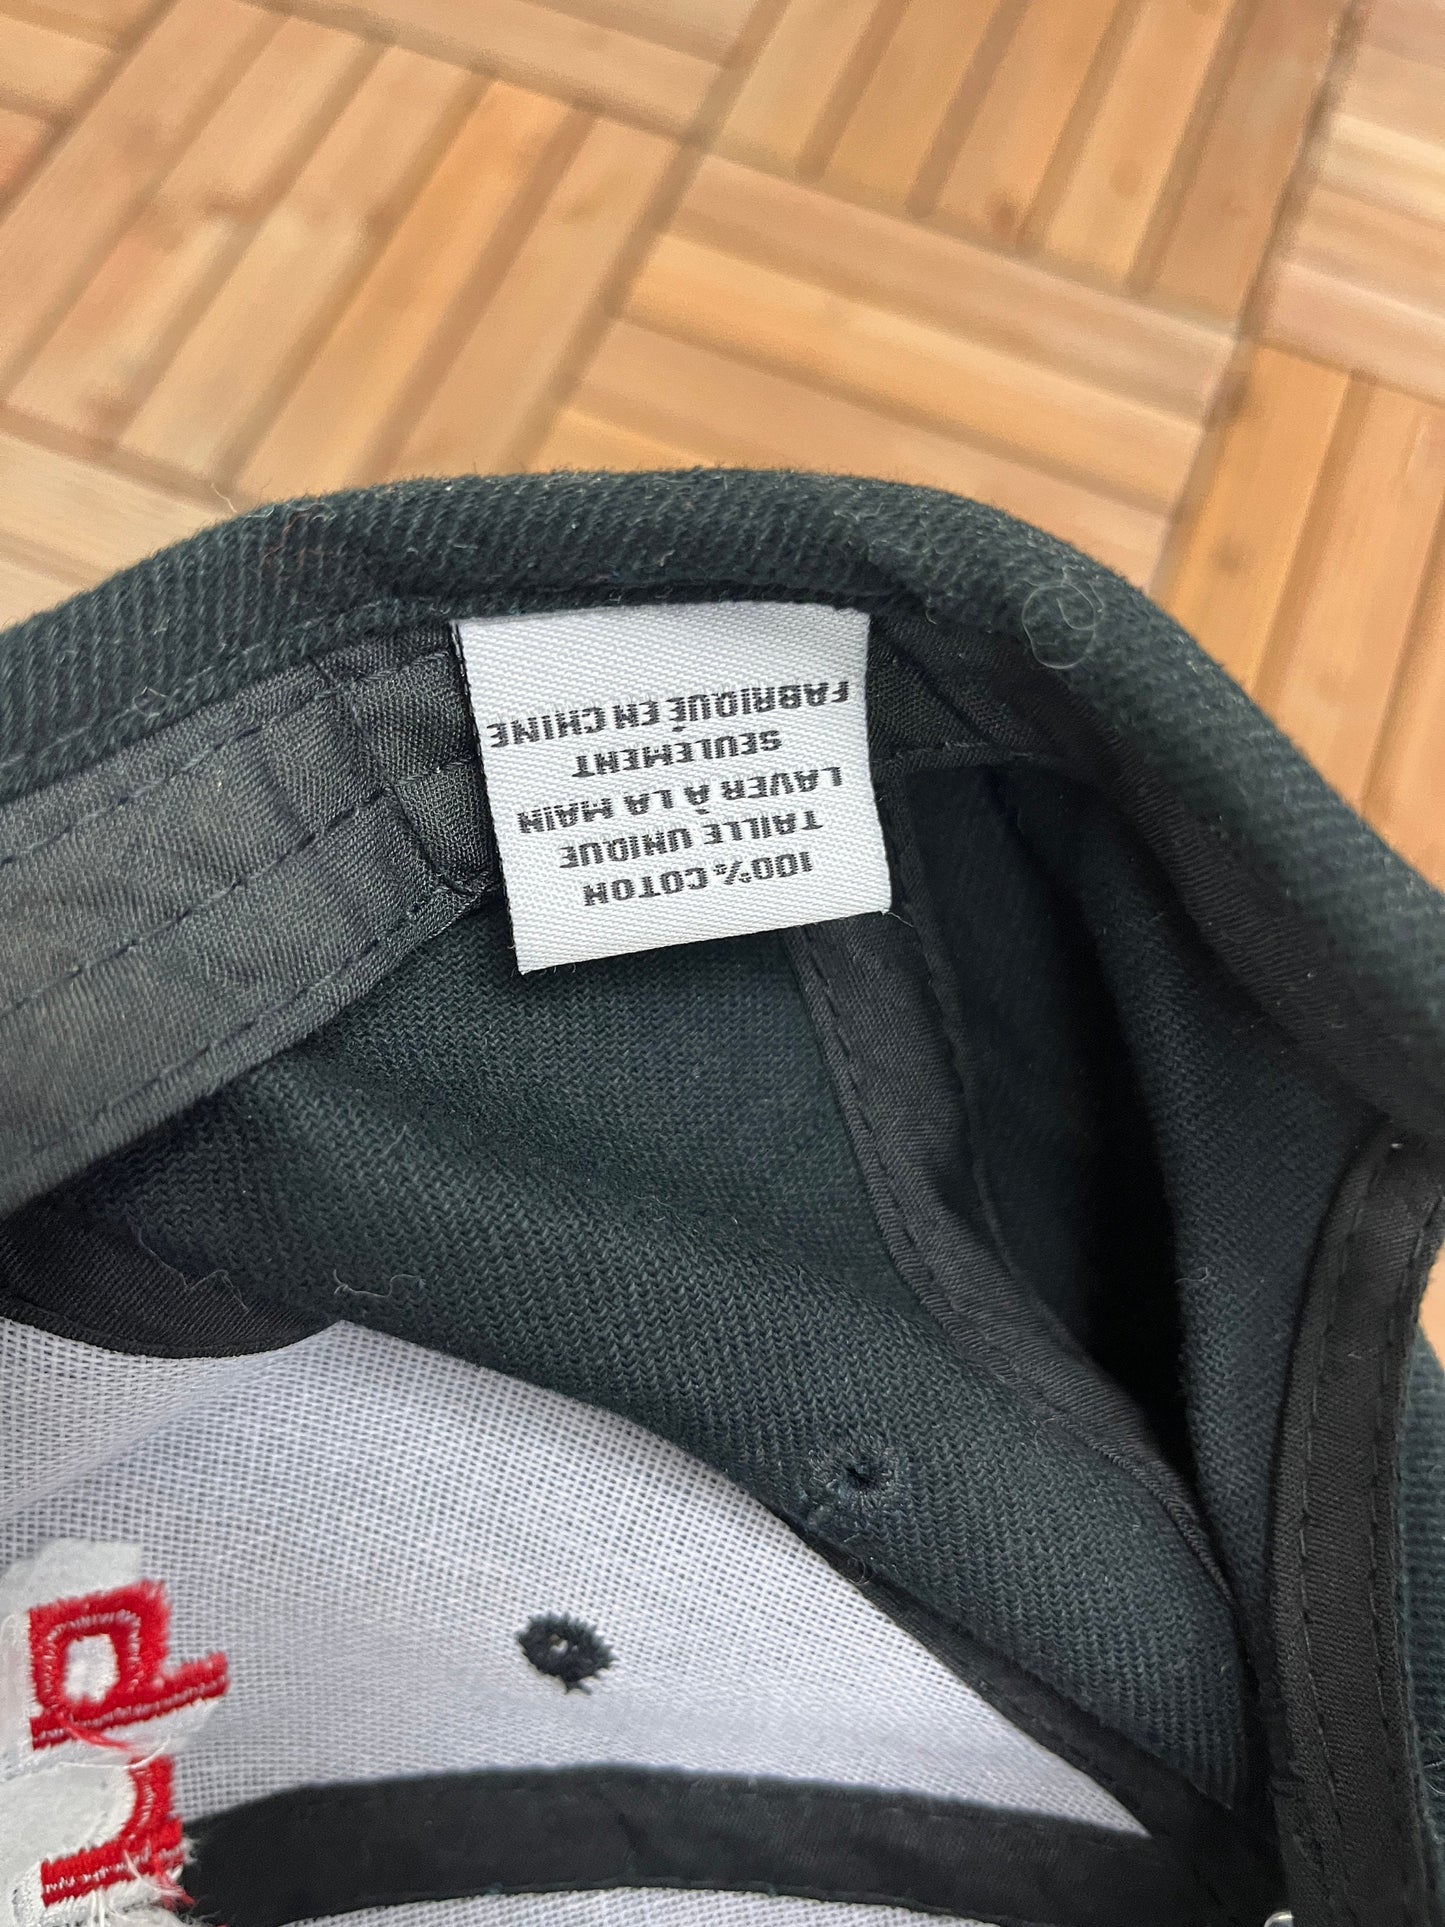 100% COTON
TAILLE UNIQUE
LAVER À LA MAIN
SEULEMENT
FABRIQUÉ EN CHINE